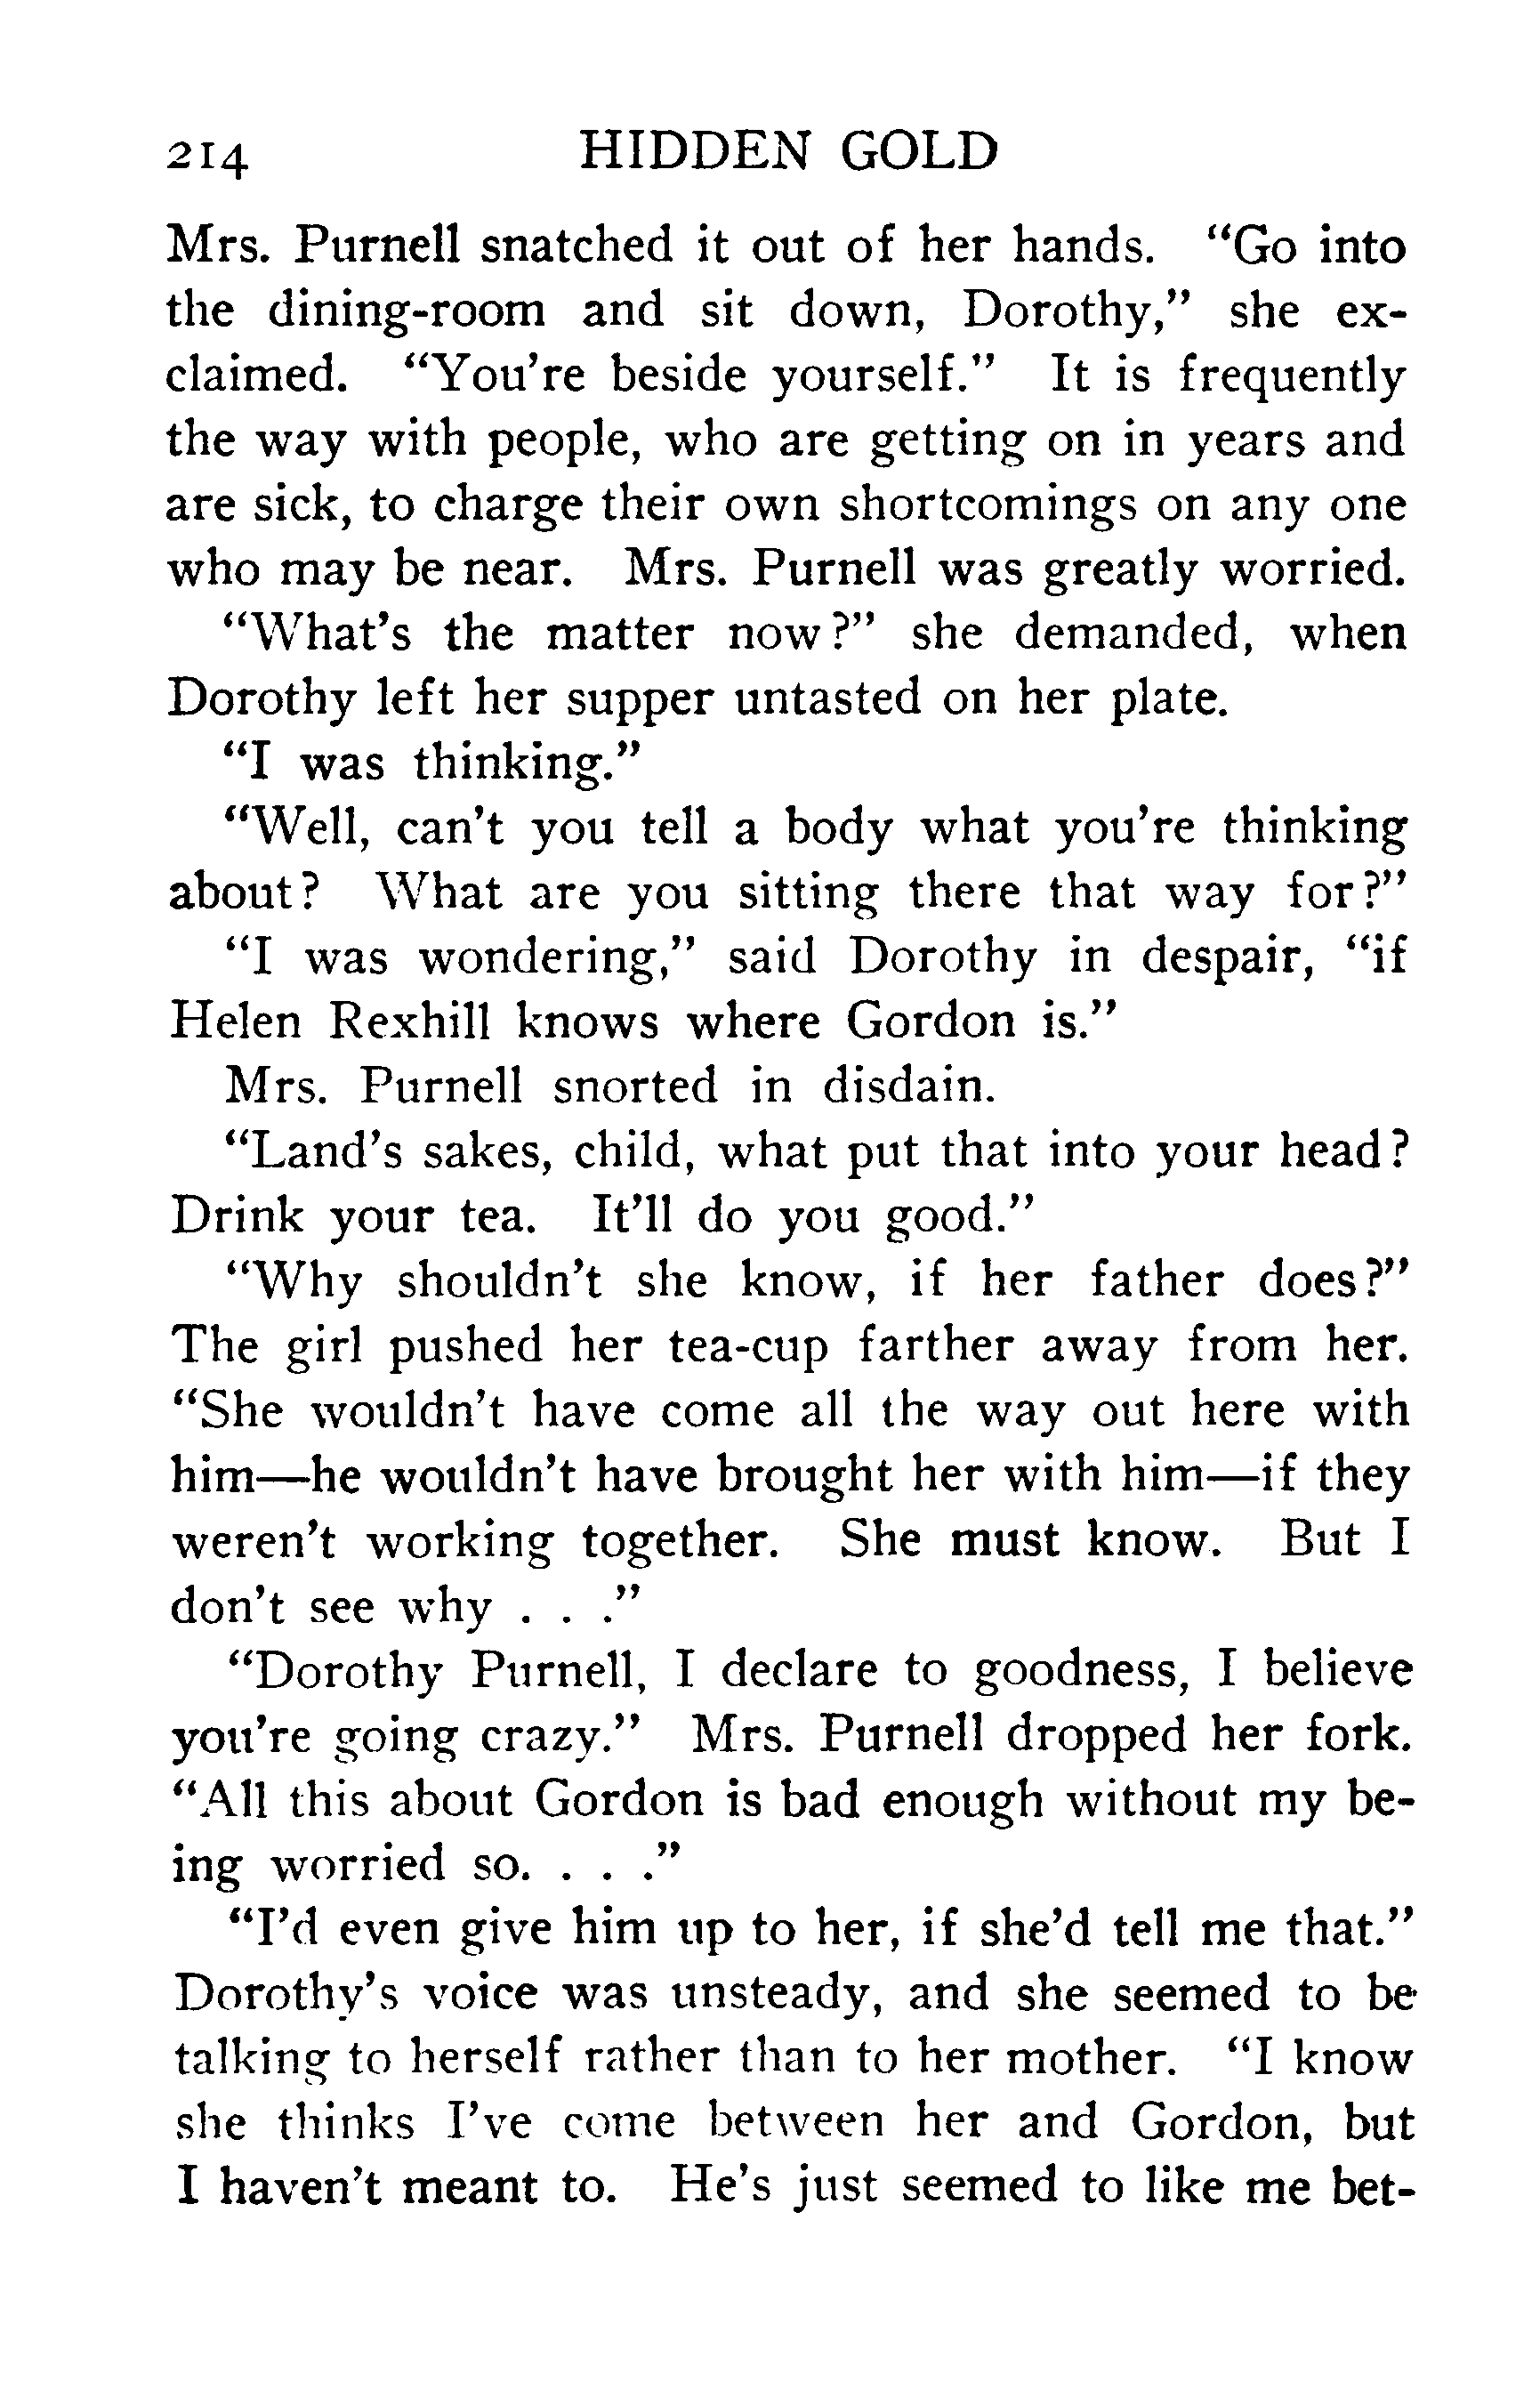 214 HIDDEN GOLD
Mrs. Purnell snatched it out of her hands. “Go into
the dining-room and sit down, Dorothy,” she ex-
claimed. “You’re beside yourself.” It is frequently
the way with people, who are getting on in years and
are sick, to charge their own shortcomings on any one
who may be near. Mrs. Purnell was greatly worried.
“What’s the matter now?” she demanded, when
Dorothy left her supper untasted on her plate.
“I was thinking.”
“Well, can’t you tell a body what you’re thinking
about? What are you sitting there that way for?”
“I was wondering,” said Dorothy in despair, “if
Helen Rexhill knows where Gordon is.”
Mrs. Purnell snorted in disdain.
“Land’s sakes, child, what put that into your head?
Drink your tea. It’ll do you good.”
“Why shouldn’t she know, if her father does?”
The girl pushed her tea-cup farther away from her.
“She wouldn’t have come all the way out here with
him—he wouldn’t have brought her with him—if they
weren’t working together. She must know. But I
don’t see why . . .”
“Dorothy Purnell, I declare to goodness, I believe
you’re going crazy.” Mrs. Purnell dropped her fork.
“All this about Gordon is bad enough without my be-
ing worried so. . . .”
“I’d even give him up to her, if she’d tell me that.”
Dorothy’s voice was unsteady, and she seemed to be
talking to herself rather than to her mother. “I know
she thinks I’ve come between her and Gordon, but
I haven’t meant to. He’s just seemed to like me bet-